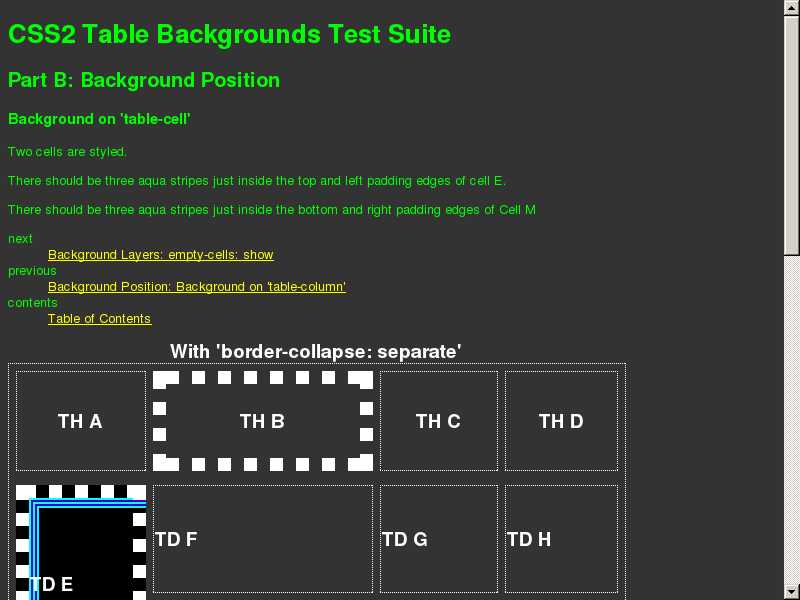 CSS2 Table Backgrounds Test Suite
Part B: Background Position
Background on 'table-cell'
Two cells are styled.
There should be three aqua stripes just inside the top and left padding edges of cell E.
There should be three aqua stripes just inside the bottom and right padding edges of Cell M
next
Background Layers: empty-cells: show
previous
Background Position: Background on 'table-column'
contents
Table of Contents
With 'border-collapse: separate'
TH A TH B TH C TH D
TD F TD G TD H
TD E